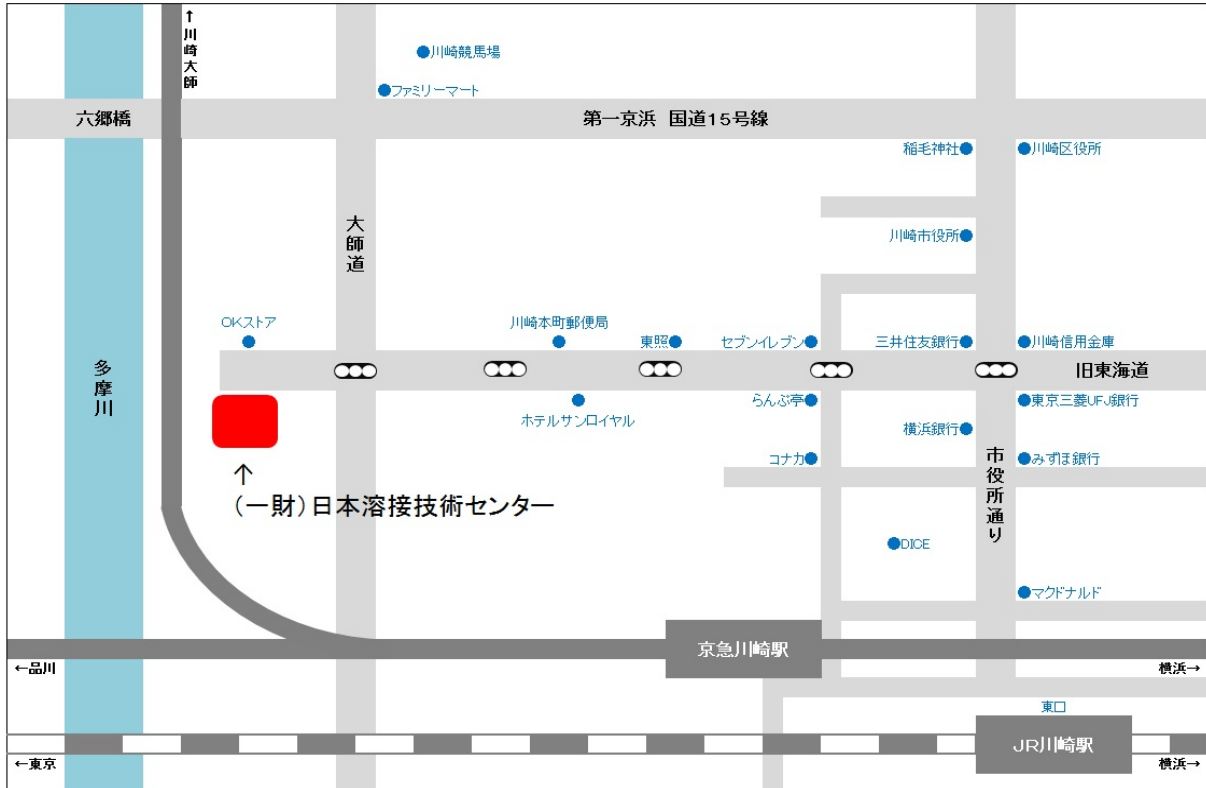 ↑川崎大師
川崎競馬場
ファミリーマート
六郷橋
第一京浜 国道15号線
稲毛神社
川崎区役所
大師道
川崎市役所
OKストア
川崎本町郵便局
東照
セブンイレブン
三井住友銀行
川崎信用金庫
旧東海道
多摩川
らんぷ亭
東京三菱UFJ銀行
ホテルサンロイヤル
横浜銀行
コナカ
みずほ銀行
市役所通り
↑
(一財)日本溶接技術センター
DICE
マクドナルド
京急川崎駅
←品川
横浜→
東口
JR川崎駅
←東京
横浜→